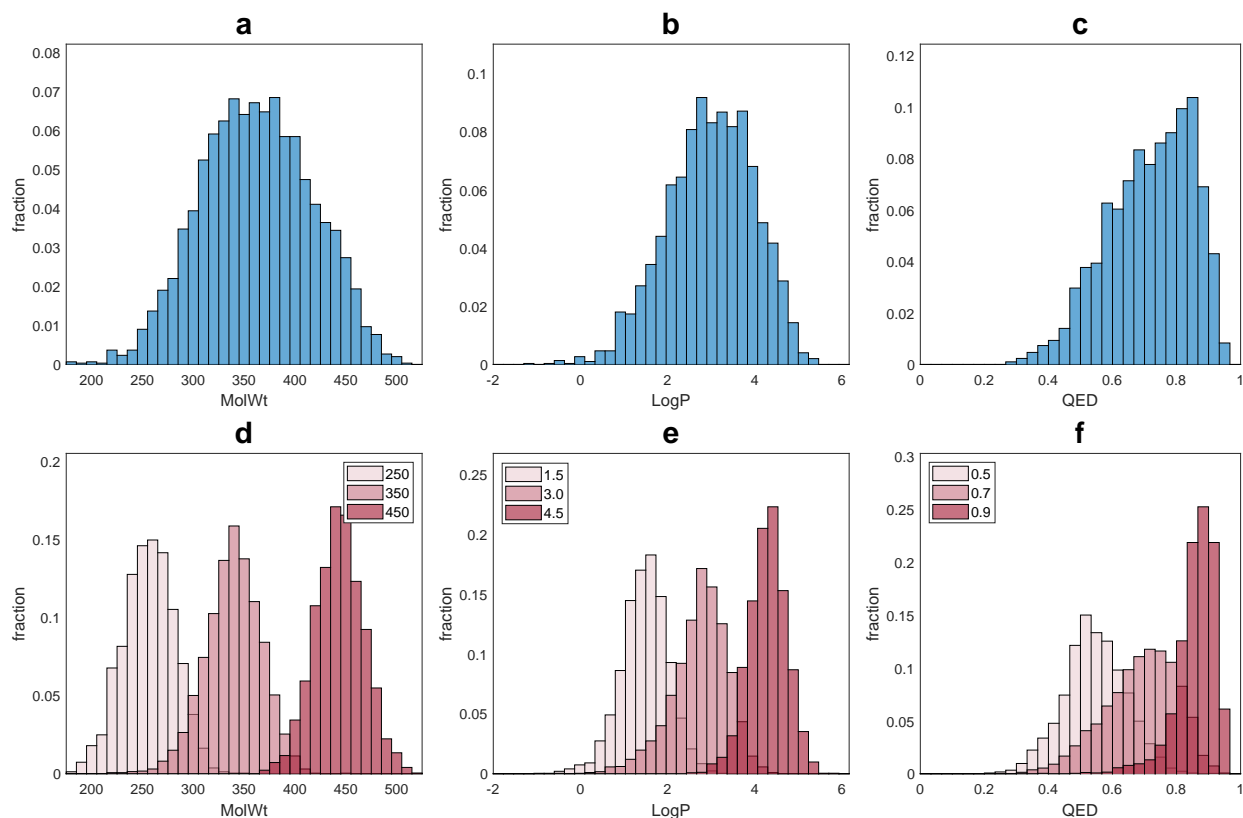 a
0.08
0.07
0.06
0.05
0.04
0.03
0.02
0.01
0
fraction
200 250 300 350 400 450 500
MolWt
b
0.1
0.08
0.06
0.04
0.02
0
fraction
-2 0 2 4 6
LogP
c
0.12
0.1
0.08
0.06
0.04
0.02
0
fraction
0 0.2 0.4 0.6 0.8 1
QED
d
0.2
0.15
0.1
0.05
0
fraction
250
350
450
200 250 300 350 400 450 500
MolWt
e
0.25
0.2
0.15
0.1
0.05
0
fraction
1.5
3.0
4.5
-2 0 2 4 6
LogP
f
0.3
0.25
0.2
0.15
0.1
0.05
0
fraction
0.5
0.7
0.9
0 0.2 0.4 0.6 0.8 1
QED